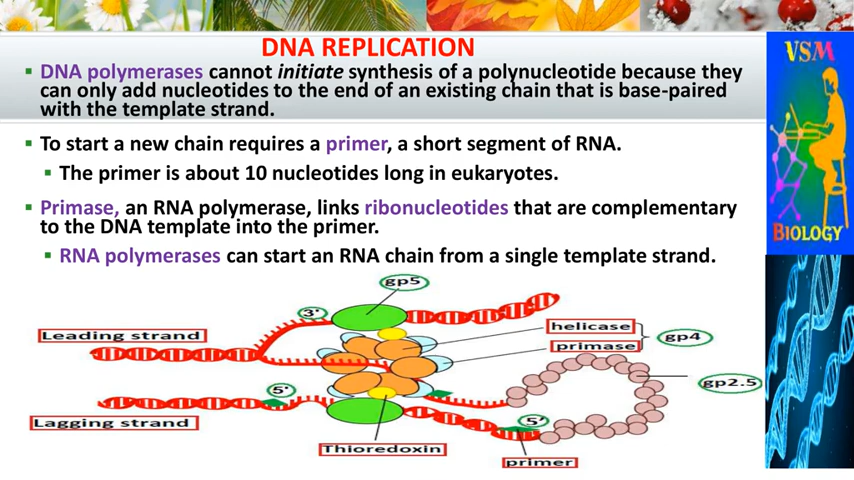 DNA REPLICATION
▪ DNA polymerases cannot initiate synthesis of a polynucleotide because they
can only add nucleotides to the end of an existing chain that is base-paired
with the template strand.
▪ To start a new chain requires a primer, a short segment of RNA.
▪ The primer is about 10 nucleotides long in eukaryotes.
▪ Primase, an RNA polymerase, links ribonucleotides that are complementary
to the DNA template into the primer.
▪ RNA polymerases can start an RNA chain from a single template strand.
VSM
BIOLOGY
gp5
3'
Leading strand
helicase
primase
gp4
5'
gp2.5
Lagging strand
5'
Thioredoxin
primer